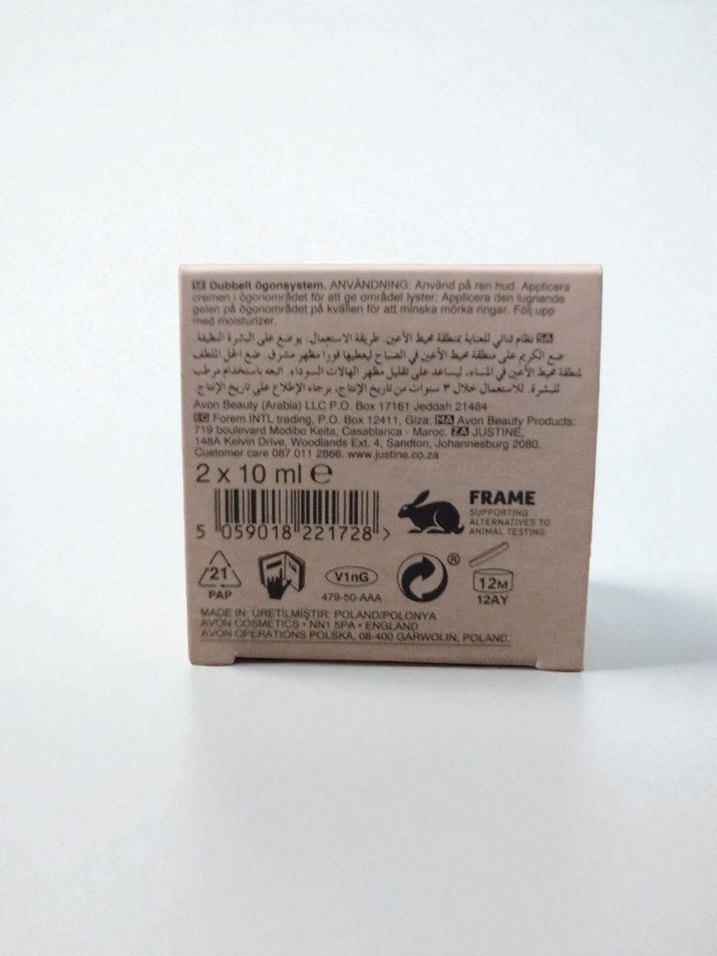 SE Dubbelt ögonsystem. ANVÄNDNING: Använd på ren hud. Applicera
cremen i ögonområdet för att ge området lyster. Applicera den lugnande
gelen på ögonområdet på kvällen för att minska mörka ringar. Följ upp
med moisturizer.
SA نظام ثنائي للعناية بمنطقة محيط الأعين. طريقة الاستعمال: يوضع على البشرة النظيفة
ضع الكريم على منطقة محيط الأعين في الصباح ليعطيها فورا مظهر مشرق. ضع الجل الملطف
لمنطقة محيط الأعين في المساء، ليساعد على تقليل مظهر الهالات السوداء. اتبعه باستخدام مرطب
للبشرة. للاستعمال خلال ٣ سنوات من تاريخ الإنتاج، برجاء الإطلاع على تاريخ الإنتاج.
Avon Beauty (Arabia) LLC P.O. Box 17161 Jeddah 21484
EG Forem INTL trading, P.O. Box 12411, Giza. MA Avon Beauty Products:
719 boulevard Modibo Keita, Casablanca - Maroc. ZA JUSTINE,
148A Kelvin Drive, Woodlands Ext. 4, Sandton, Johannesburg 2080.
Customer care 087 011 2866. www.justine.co.za
2 x 10 ml ℮
5 059018 221728 >
FRAME
SUPPORTING
ALTERNATIVES TO
ANIMAL TESTING
21
PAP
V1nG
479-50-AAA
®
12M
12AY
MADE IN: ÜRETİLMİŞTİR: POLAND/POLONYA
AVON COSMETICS • NN1 5PA • ENGLAND
AVON OPERATIONS POLSKA, 08-400 GARWOLIN, POLAND.